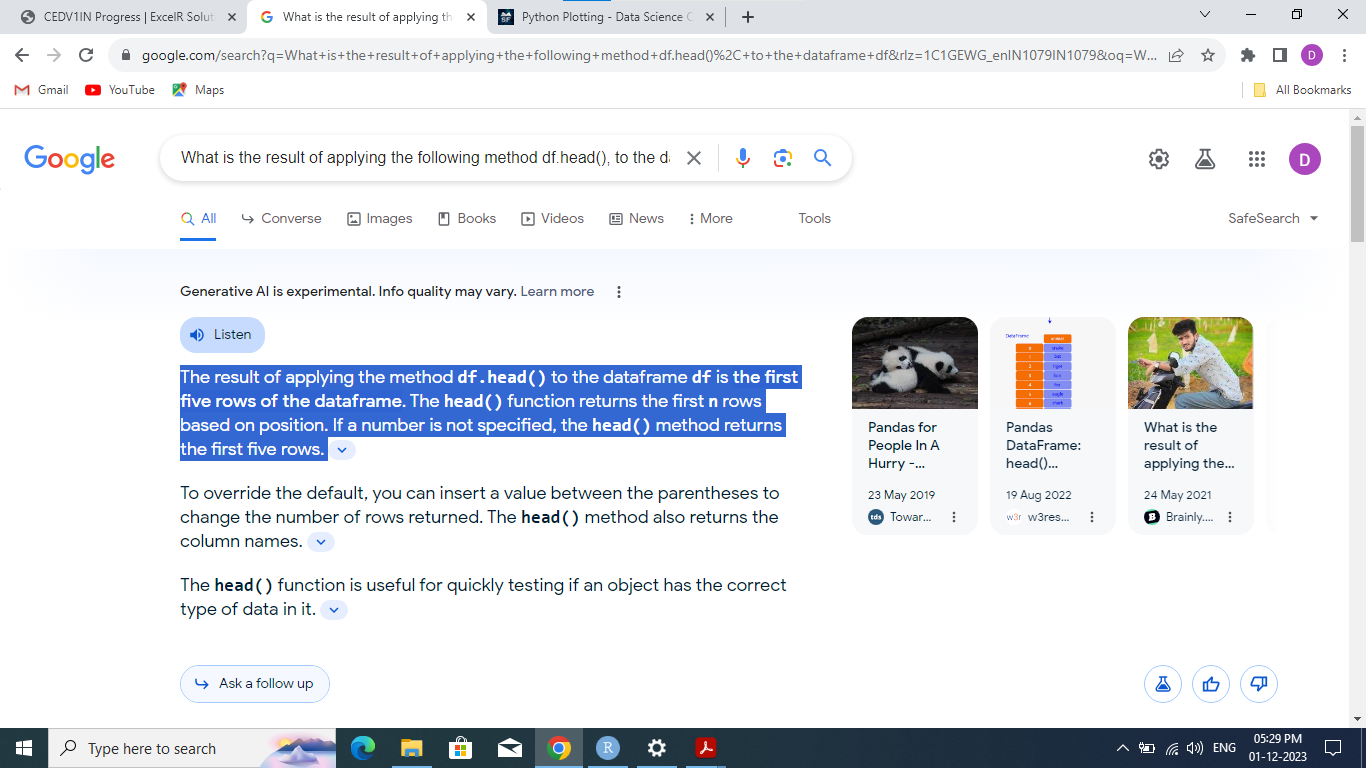 CEDV1IN Progress | ExcelR Solut
What is the result of applying th
Python Plotting - Data Science C
google.com/search?q=What+is+the+result+of+applying+the+following+method+df.head()%2C+to+the+dataframe+df&rlz=1C1GEWG_enIN1079IN1079&oq=W...
D
Gmail
YouTube
Maps
All Bookmarks
Google
What is the result of applying the following method df.head(), to the da
D
All
Converse
Images
Books
Videos
News
More
Tools
SafeSearch
Generative AI is experimental. Info quality may vary. Learn more
Listen
The result of applying the method df.head() to the dataframe df is the first
five rows of the dataframe. The head() function returns the first n rows
based on position. If a number is not specified, the head() method returns
the first five rows.
To override the default, you can insert a value between the parentheses to
change the number of rows returned. The head() method also returns the
column names.
The head() function is useful for quickly testing if an object has the correct
type of data in it.
Pandas for
People In A
Hurry -...
23 May 2019
tds
Towar...
DataFrame
Pandas
DataFrame:
head()...
19 Aug 2022
w3r
w3res...
What is the
result of
applying the...
24 May 2021
Brainly....
Ask a follow up
Type here to search
R
ENG
05:29 PM
01-12-2023